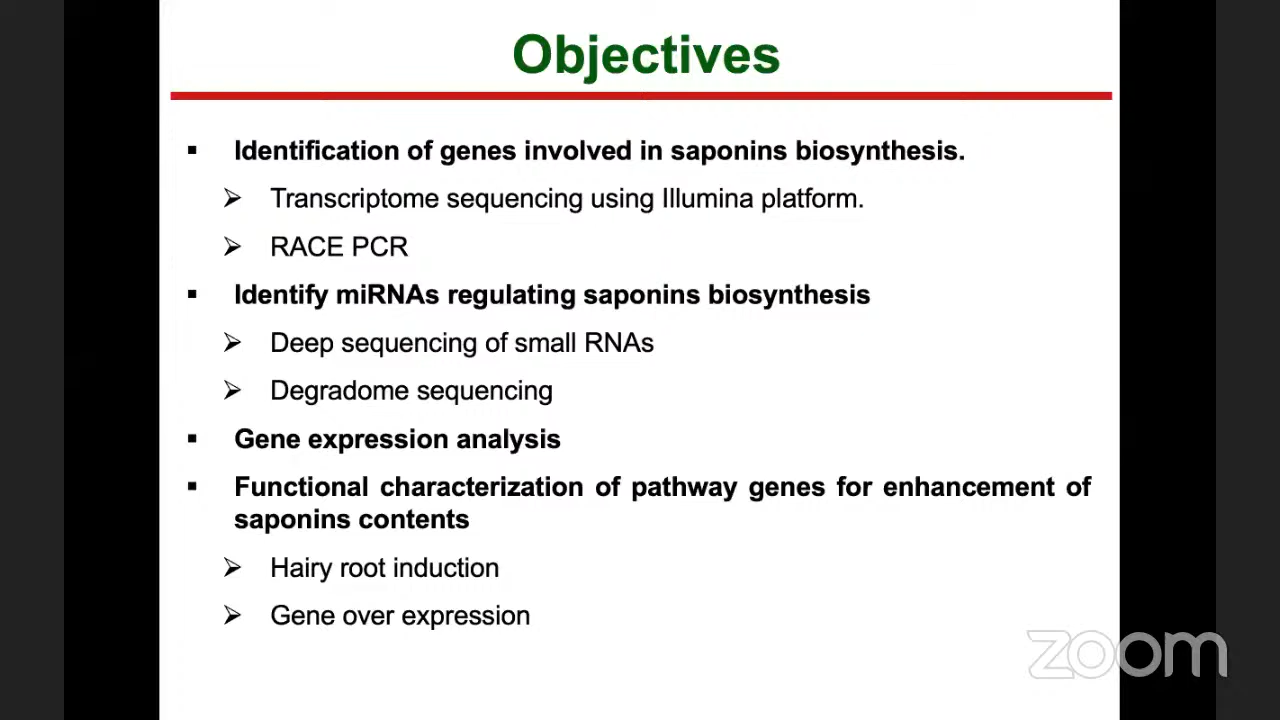 Objectives
▪ Identification of genes involved in saponins biosynthesis.
➢ Transcriptome sequencing using Illumina platform.
➢ RACE PCR
▪ Identify miRNAs regulating saponins biosynthesis
➢ Deep sequencing of small RNAs
➢ Degradome sequencing
▪ Gene expression analysis
▪ Functional characterization of pathway genes for enhancement of
saponins contents
➢ Hairy root induction
➢ Gene over expression
zoom